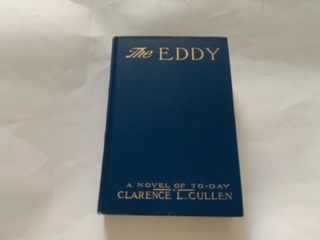 The EDDY
A NOVEL OF TO-DAY
CLARENCE L. CULLEN